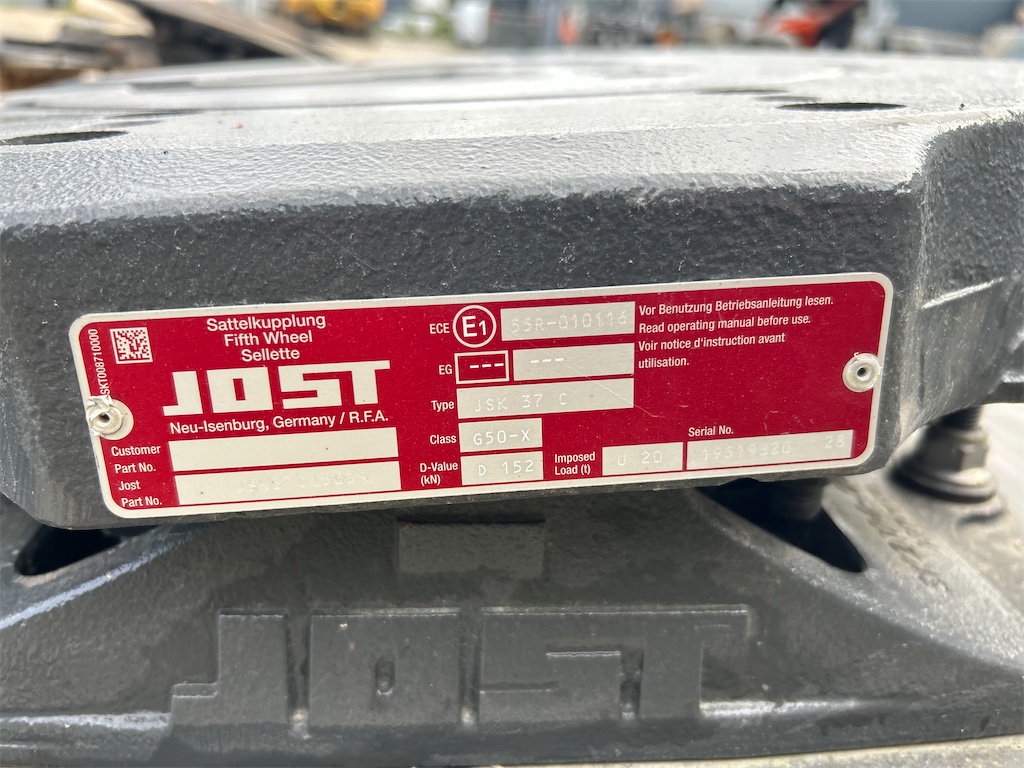 SKT008710000
Sattelkupplung
Fifth Wheel
Sellette
JOST
Neu-Isenburg, Germany / R.F.A.
Customer
Part No.
Jost
Part No.
ECE E1 55R-010116
EG --- ---
Type JSK 37 C
Class G50-X
D-Value
(kN) D 152
Imposed
Load (t) U 20
Serial No.
28
Vor Benutzung Betriebsanleitung lesen.
Read operating manual before use.
Voir notice d'instruction avant
utilisation.
JOST